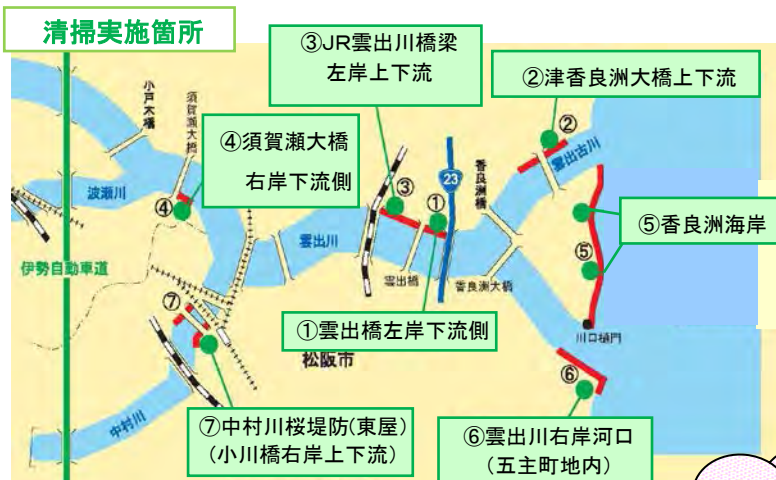 清掃実施箇所
③JR雲出川橋梁
左岸上下流
②津香良洲大橋上下流
小戸木橋
須賀瀬大橋
④須賀瀬大橋
右岸下流側
②
雲出古川
香良洲橋
23
③
①
波瀬川
④
雲出川
⑤香良洲海岸
⑤
伊勢自動車道
雲出橋
香良洲大橋
⑦
①雲出橋左岸下流側
川口樋門
松阪市
⑥
中村川
⑦中村川桜堤防(東屋)
(小川橋右岸上下流)
⑥雲出川右岸河口
(五主町地内)